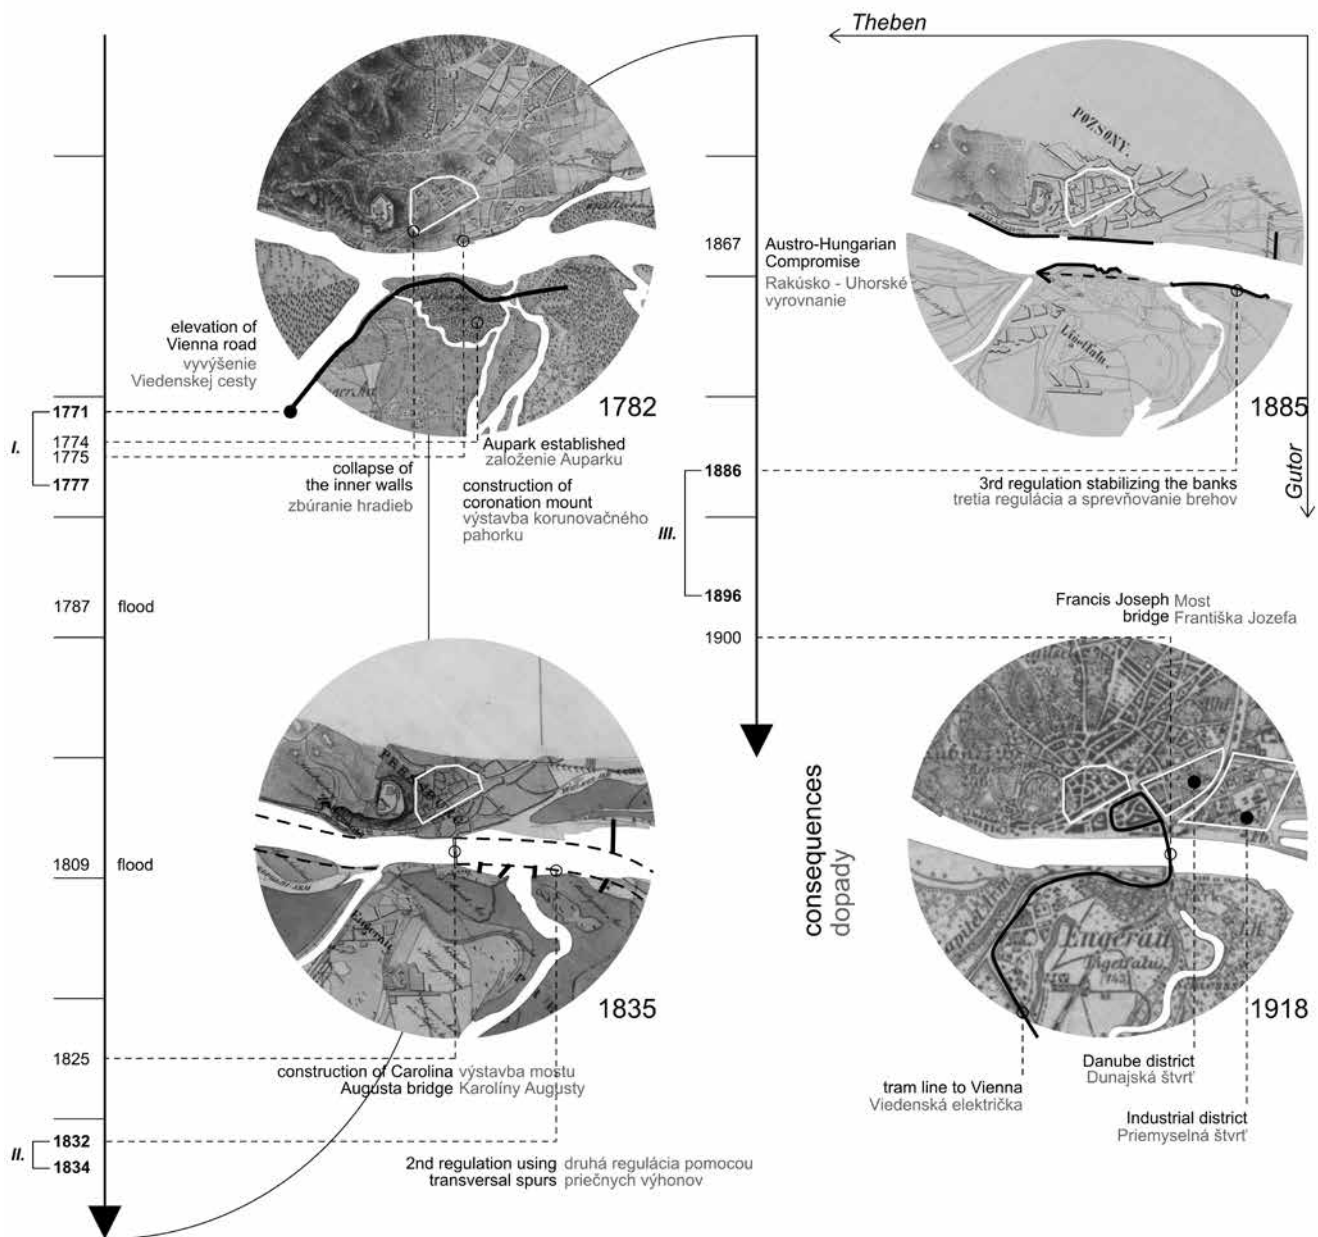 Theben
Gutor
1782
elevation of
Vienna road
vyvýšenie
Viedenskej cesty
I.
1771
1774
1775
1777
Aupark established
založenie Auparku
collapse of
the inner walls
zbúranie hradieb
construction of
coronation mount
výstavba korunovačného
pahorku
1787
flood
1809
flood
PRESBURG
Engerau
1835
1825
construction of Carolina
Augusta bridge
výstavba mostu
Karolíny Augusty
II.
1832
1834
2nd regulation using
transversal spurs
druhá regulácia pomocou
priečnych výhonov
1867
Austro-Hungarian
Compromise
Rakúsko - Uhorské
vyrovnanie
POZSONY.
Ligetfalu.
1885
III.
1886
1896
3rd regulation stabilizing the banks
tretia regulácia a sprevňovanie brehov
1900
Francis Joseph
bridge
Most
Františka Jozefa
consequences
dopady
Engerau
Ligetfalu
1918
tram line to Vienna
Viedenská električka
Danube district
Dunajská štvrť
Industrial district
Priemyselná štvrť